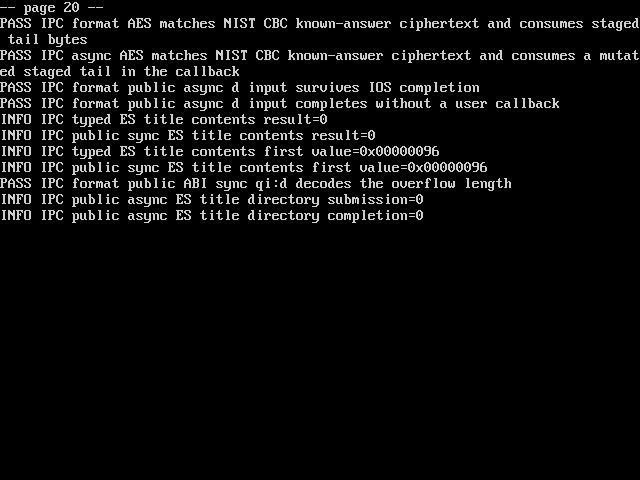 -- page 20 --
PASS IPC format AES matches NIST CBC known-answer ciphertext and consumes staged
 tail bytes
PASS IPC async AES matches NIST CBC known-answer ciphertext and consumes a mutat
ed staged tail in the callback
PASS IPC format public async d input survives IOS completion
PASS IPC format public async d input completes without a user callback
INFO IPC typed ES title contents result=0
INFO IPC public sync ES title contents result=0
INFO IPC typed ES title contents first value=0x00000096
INFO IPC public sync ES title contents first value=0x00000096
PASS IPC format public ABI sync qi:d decodes the overflow length
INFO IPC public async ES title directory submission=0
INFO IPC public async ES title directory completion=0